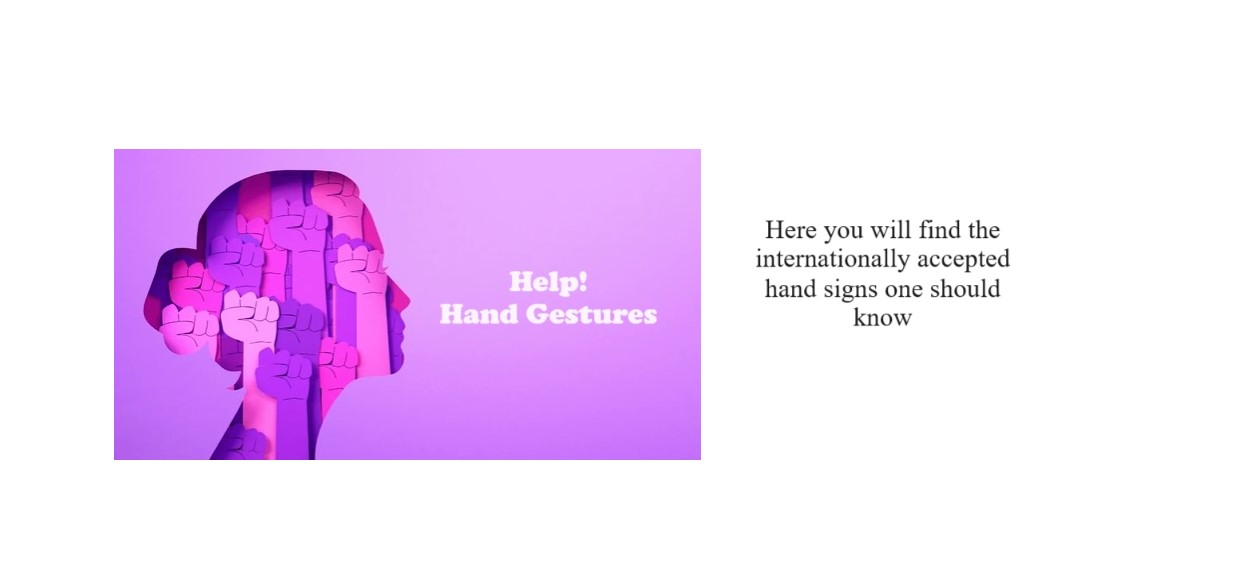 Help!
Hand Gestures
Here you will find the
internationally accepted
hand signs one should
know